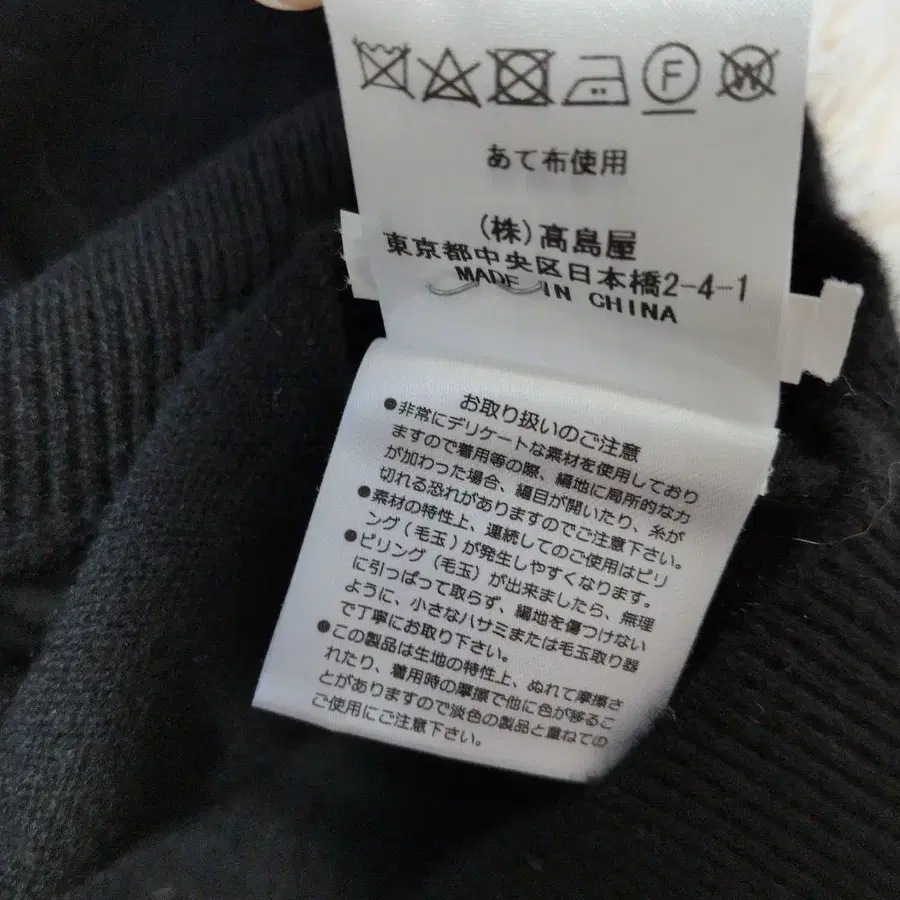 F W
あて布使用
(株)高島屋
東京都中央区日本橋2-4-1
MADE IN CHINA
お取り扱いのご注意
●非常にデリケートな素材を使用しており
ますので着用等の際、編地に局所的な力
が加わった場合、編目が開いたり、糸が
切れる恐れがありますのでご注意下さい。
●素材の特性上、連続してのご使用はピリ
ング(毛玉)が発生しやすくなります。
●ピリング(毛玉)が出来ましたら、無理
に引っぱって取らず、編地を傷つけない
ように、小さなハサミまたは毛玉取り器
で丁寧にお取り下さい。
●この製品は生地の特性上、ぬれて摩擦さ
れたり、着用時の摩擦で他に色が移るこ
とがありますので淡色の製品と重ねての
ご使用にご注意下さい。